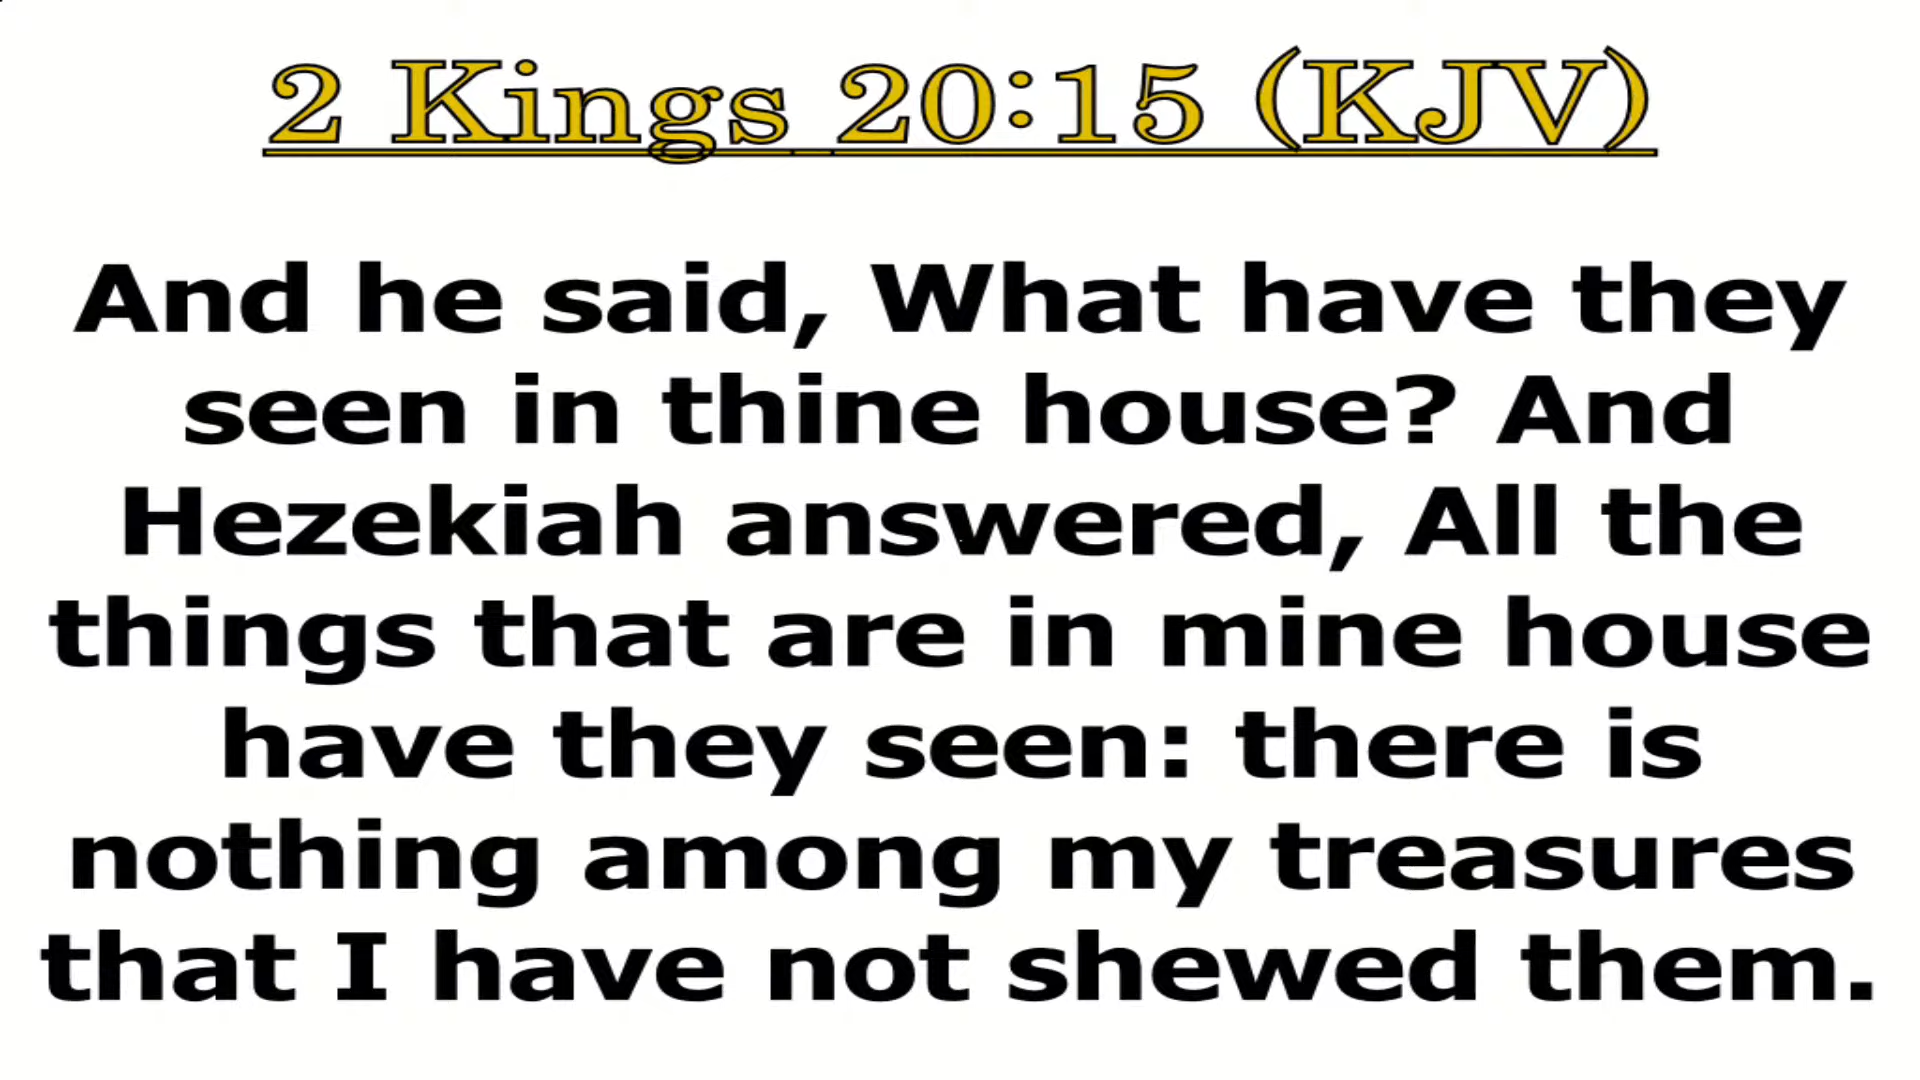 2 Kings 20:15 (KJV)
And he said, What have they
seen in thine house? And
Hezekiah answered, All the
things that are in mine house
have they seen: there is
nothing among my treasures
that I have not shewed them.